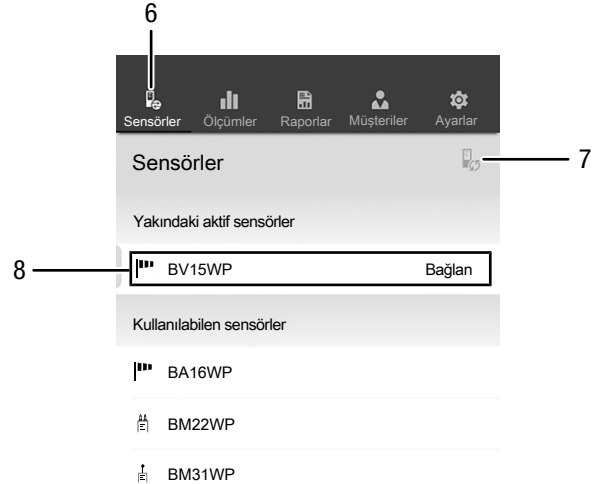 6
Sensörler Ölçümler Raporlar Müşteriler Ayarlar
Sensörler
7
Yakındaki aktif sensörler
8
BV15WP Bağlan
Kullanılabilen sensörler
BA16WP
BM22WP
BM31WP